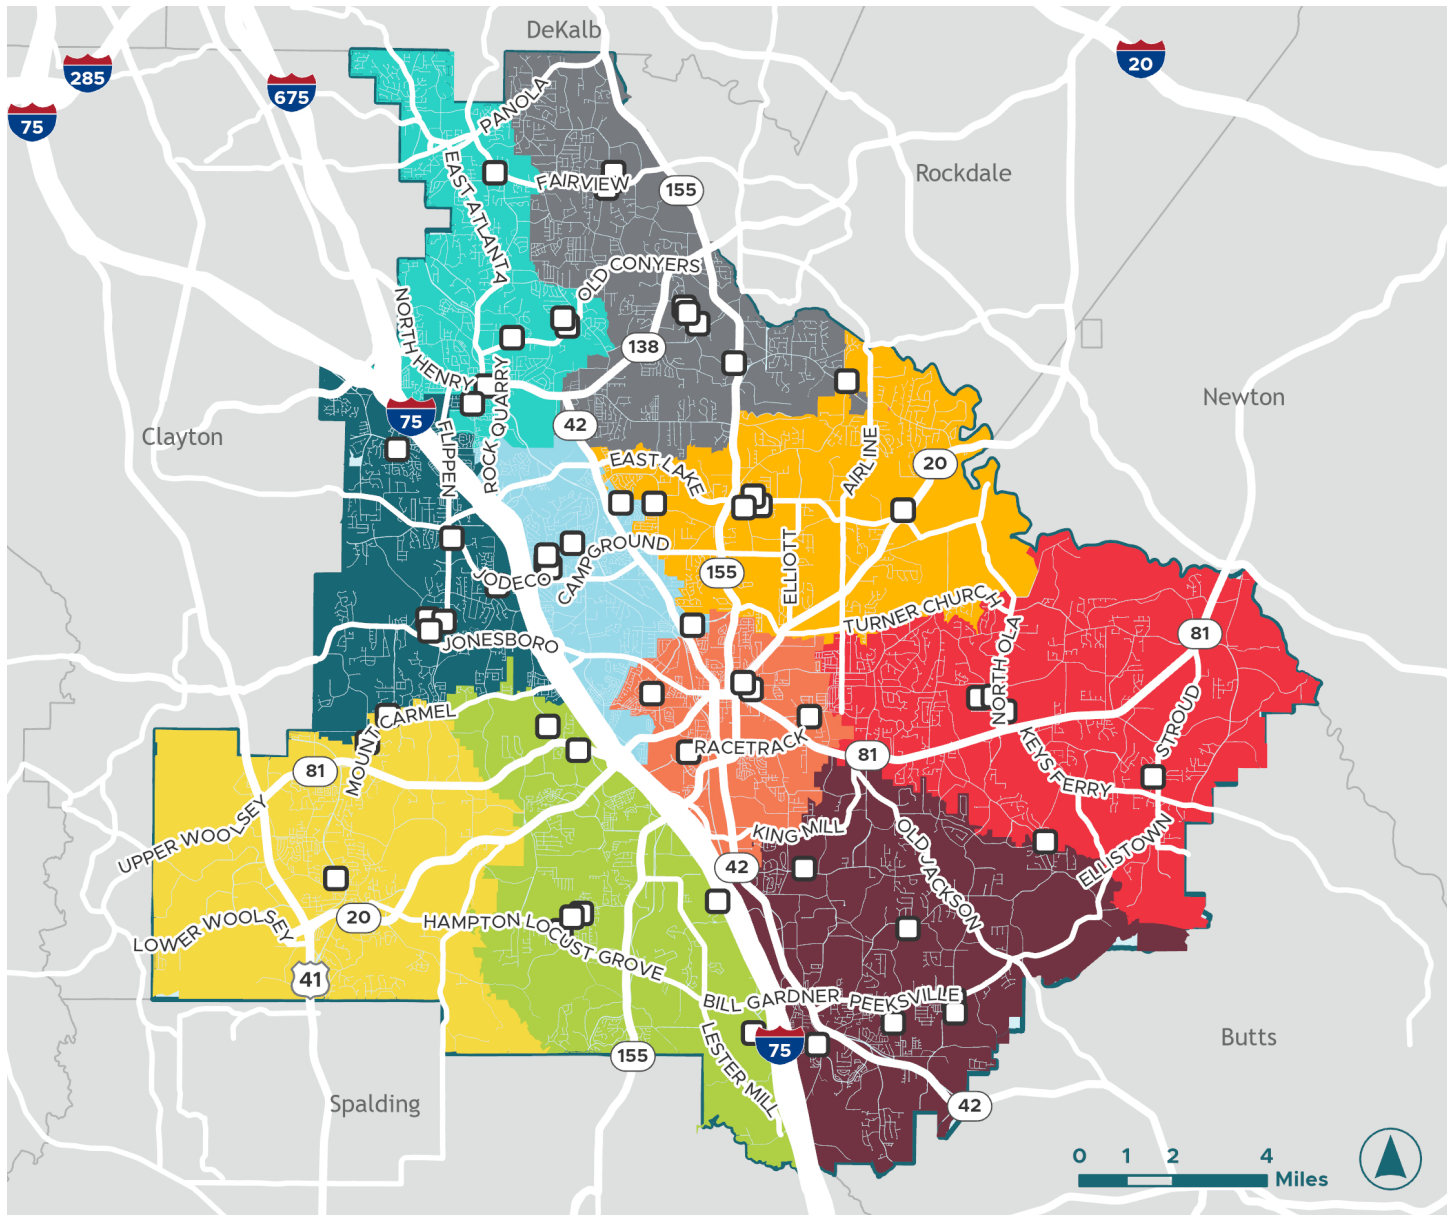 DeKalb
285
20
675
75
PANOLA
EAST ATLANTA
FAIRVIEW
155
Rockdale
OLD CONYERS
NORTH HENRY
138
ROCK QUARRY
Newton
75
42
FLIPPEN
Clayton
EAST LAKE
AIRLINE
20
CAMPGROUND
JODECO
155
ELLIOTT
TURNER CHURCH
NORTH OLA
81
JONESBORO
STROUD
MOUNT CARMEL
RACETRACK
81
81
KEYS FERRY
UPPER WOOLSEY
KING MILL
OLD JACKSON
ELLISTOWN
42
LOWER WOOLSEY
20
HAMPTON LOCUST GROVE
41
BILL GARDNER
PEEKSVILLE
LESTER MILL
75
155
Butts
Spalding
42
0 1 2 4
Miles